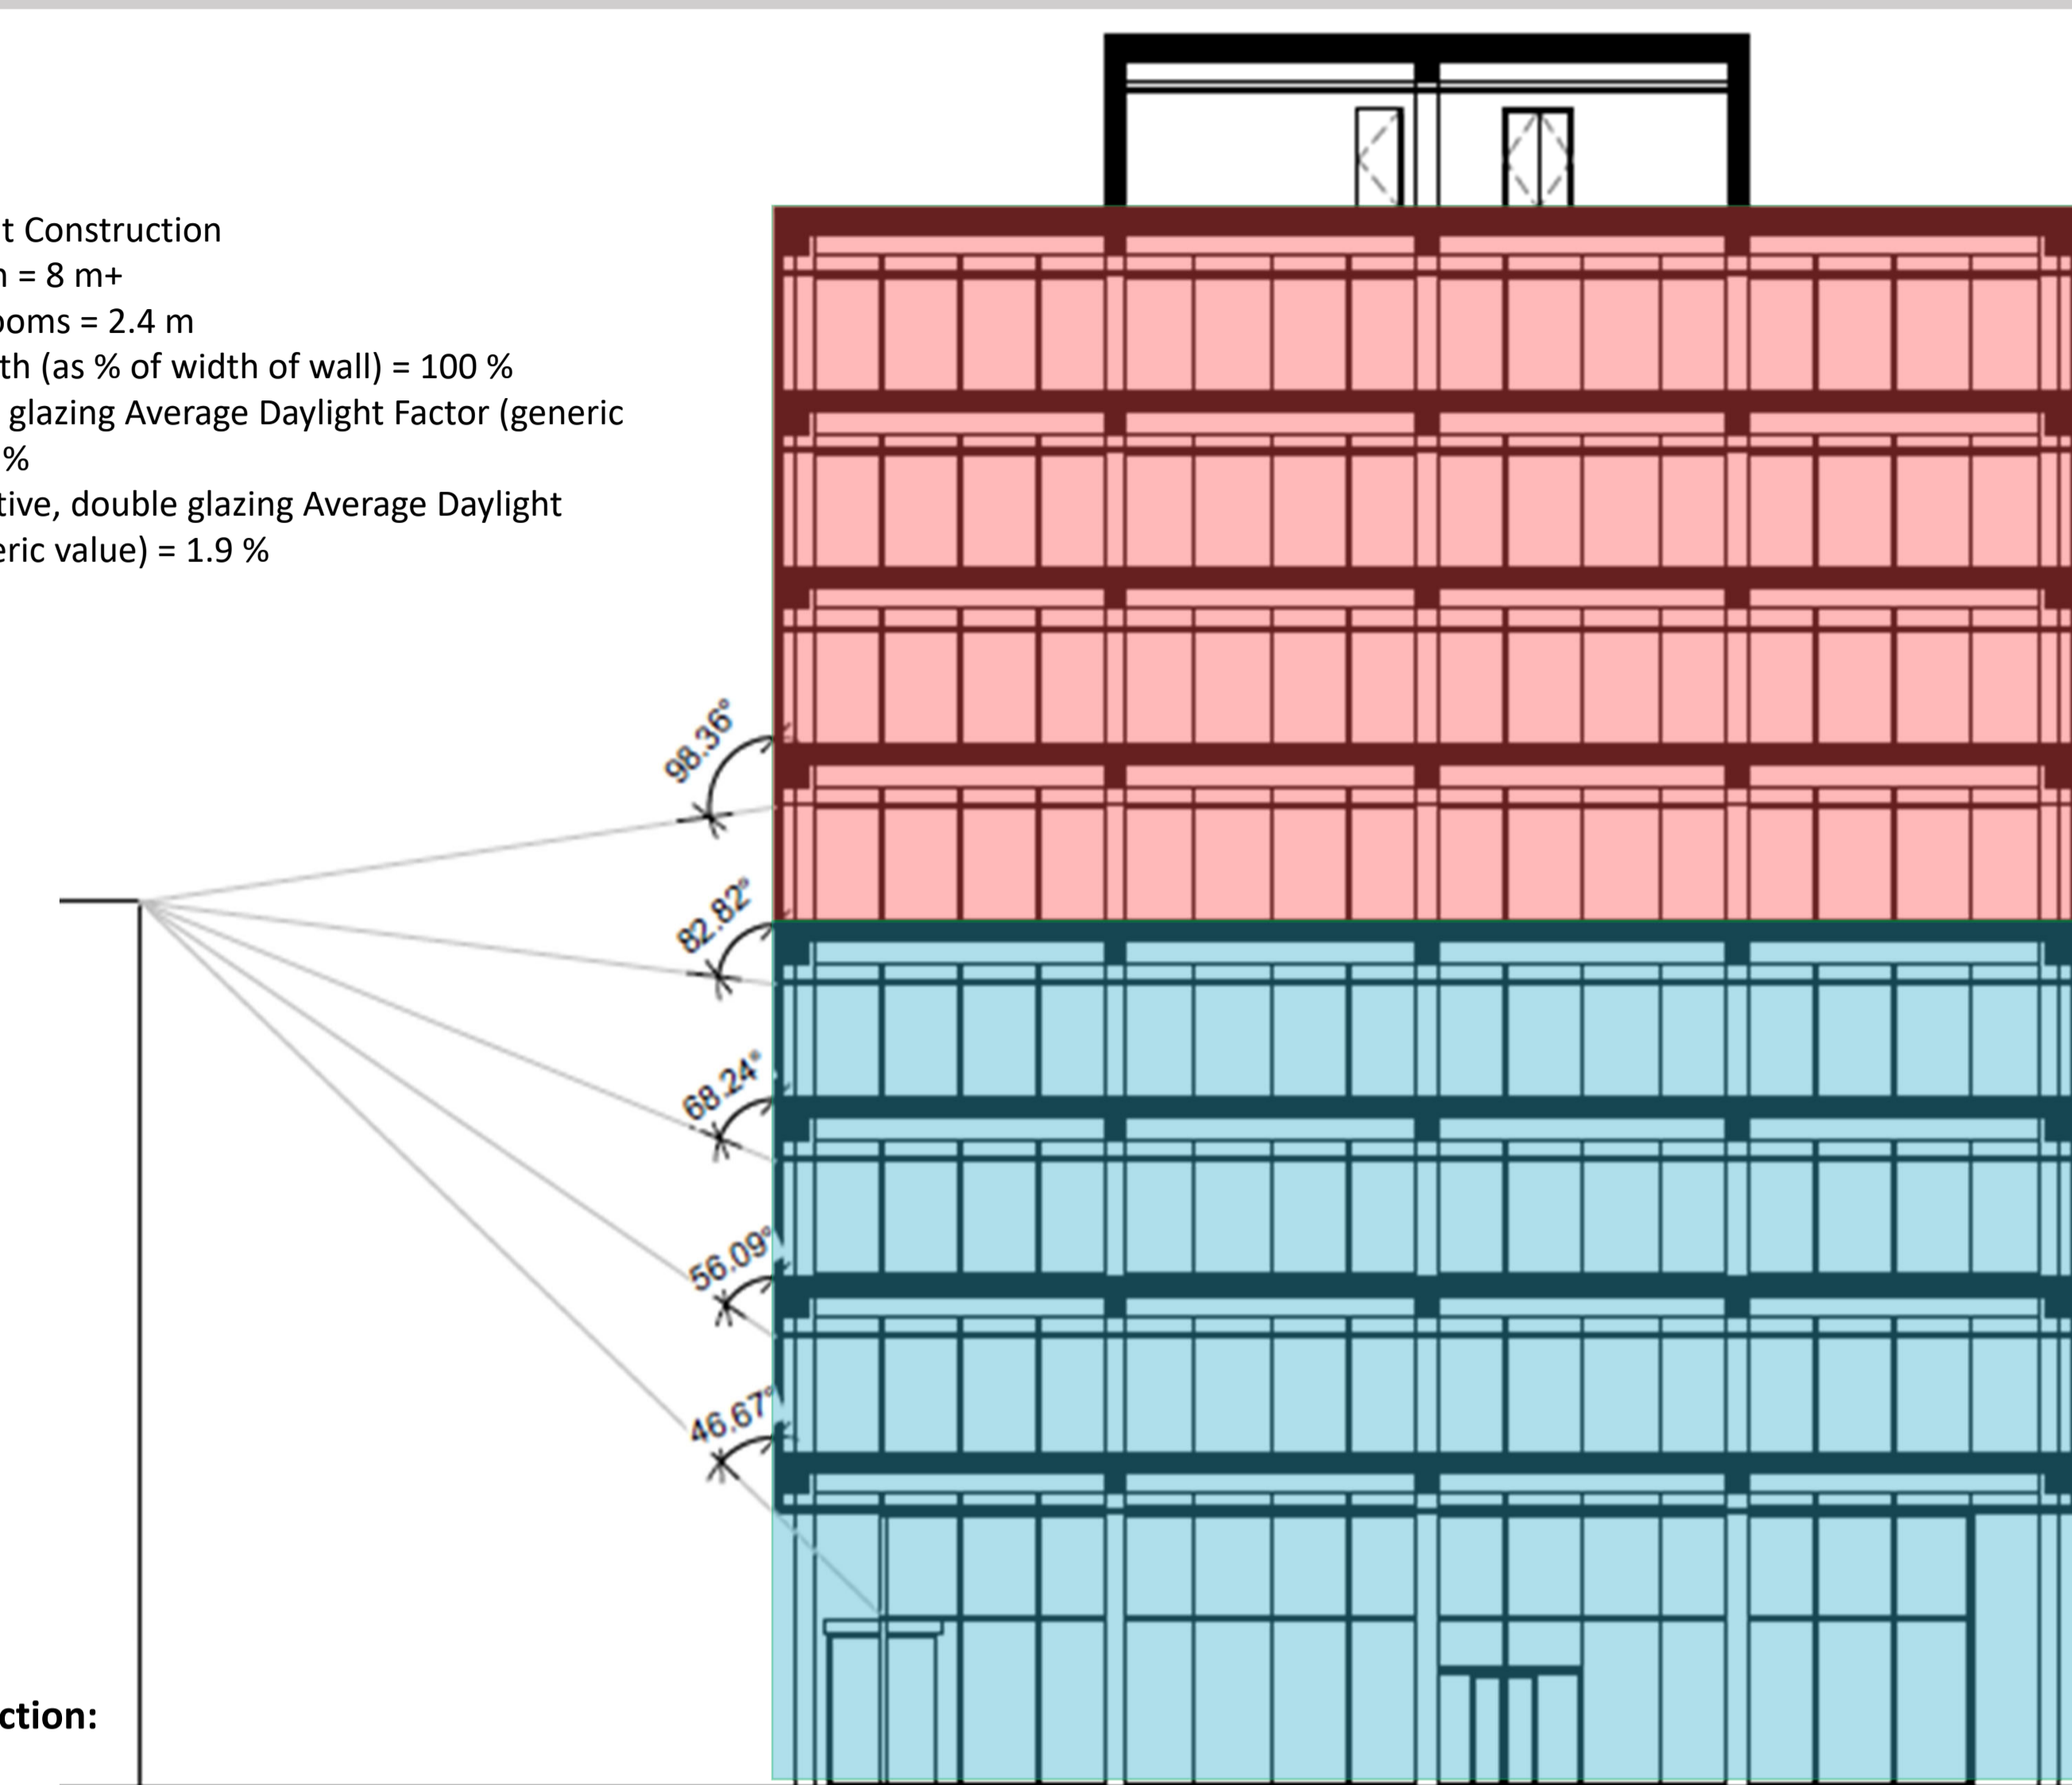 t Construction
= 8 m+
ooms = 2.4 m
th (as % of width of wall) = 100 %
glazing Average Daylight Factor (generic
%
tive, double glazing Average Daylight
eric value) = 1.9 %
98.36°
82.82°
68.24°
56.09°
46.67°
ction: